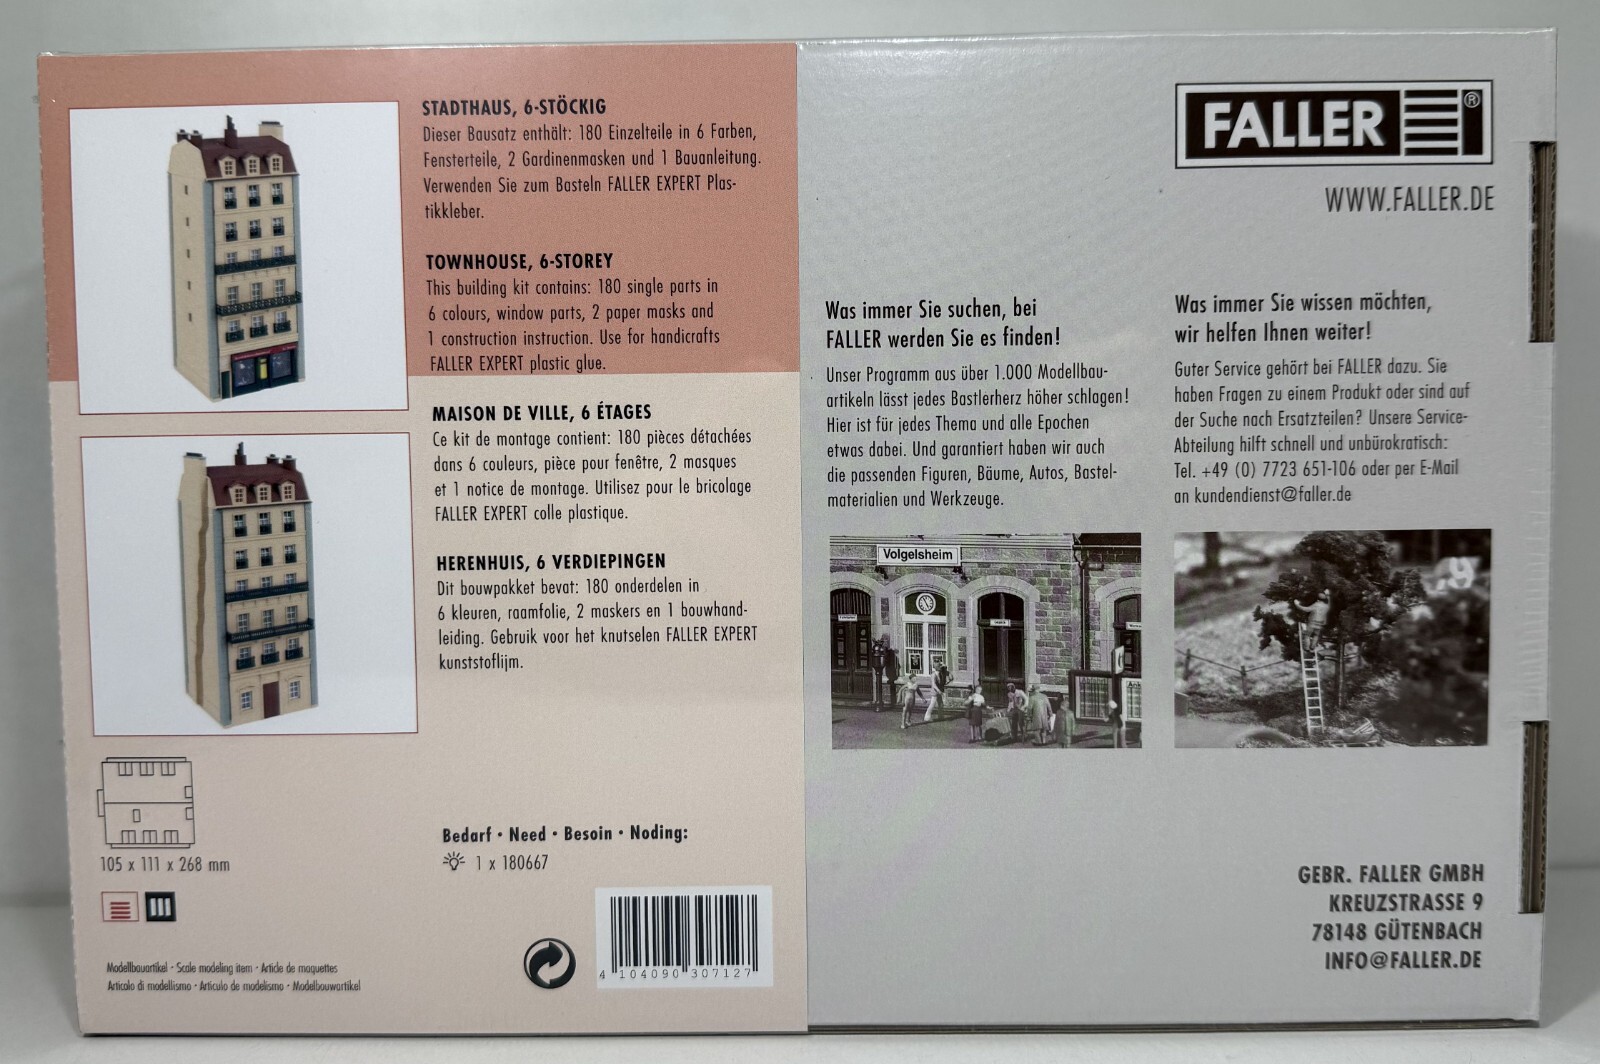 STADTHAUS, 6-STÖCKIG
Dieser Bausatz enthält: 180 Einzelteile in 6 Farben,
Fensterteile, 2 Gardinenmasken und 1 Bauanleitung.
Verwenden Sie zum Basteln FALLER EXPERT Plas-
tikkleber.
TOWNHOUSE, 6-STOREY
This building kit contains: 180 single parts in
6 colours, window parts, 2 paper masks and
1 construction instruction. Use for handicrafts
FALLER EXPERT plastic glue.
MAISON DE VILLE, 6 ÉTAGES
Ce kit de montage contient: 180 pièces détachées
dans 6 couleurs, pièce pour fenêtre, 2 masques
et 1 notice de montage. Utilisez pour le bricolage
FALLER EXPERT colle plastique.
HERENHUIS, 6 VERDIEPINGEN
Dit bouwpakket bevat: 180 onderdelen in
6 kleuren, raamfolie, 2 maskers en 1 bouwhand-
leiding. Gebruik voor het knutselen FALLER EXPERT
kunststoflijm.
105 x 111 x 268 mm
Bedarf · Need · Besoin · Noding:
1 x 180667
Modellbauartikel · Scale modeling item · Article de maquettes
Articolo di modellismo · Artículo de modelismo · Modelbouwartikel
4 104090 307127
FALLER ®
WWW.FALLER.DE
Was immer Sie suchen, bei
FALLER werden Sie es finden!
Unser Programm aus über 1.000 Modellbau-
artikeln lässt jedes Bastlerherz höher schlagen!
Hier ist für jedes Thema und alle Epochen
etwas dabei. Und garantiert haben wir auch
die passenden Figuren, Bäume, Autos, Bastel-
materialien und Werkzeuge.
Volgelsheim
Was immer Sie wissen möchten,
wir helfen Ihnen weiter!
Guter Service gehört bei FALLER dazu. Sie
haben Fragen zu einem Produkt oder sind auf
der Suche nach Ersatzteilen? Unsere Service-
Abteilung hilft schnell und unbürokratisch:
Tel. +49 (0) 7723 651-106 oder per E-Mail
an kundendienst@faller.de
GEBR. FALLER GMBH
KREUZSTRASSE 9
78148 GÜTENBACH
INFO@FALLER.DE